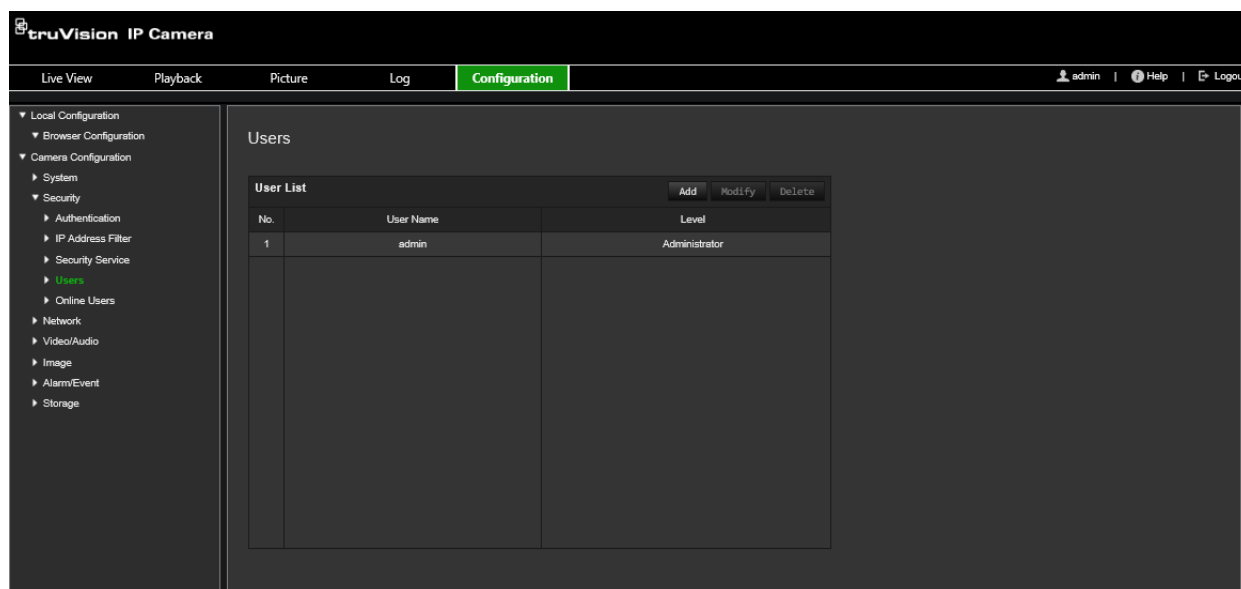 truVision IP Camera
Live View Playback Picture Log Configuration admin | Help | Logou
Local Configuration
Browser Configuration
Camera Configuration
System
Security
Authentication
IP Address Filter
Security Service
Users
Online Users
Network
Video/Audio
Image
Alarm/Event
Storage
Users
User List Add Modify Delete
No. User Name Level
1 admin Administrator